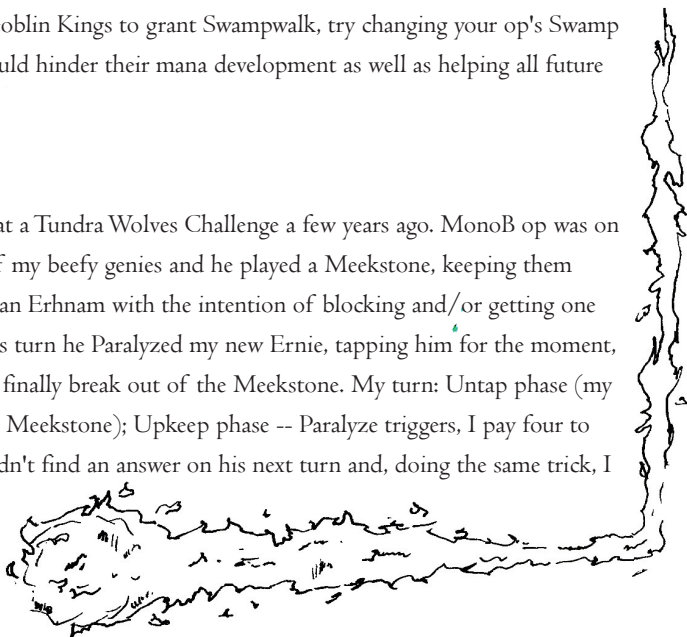 oblin Kings to grant Swampwalk, try changing your op's Swamp
uld hinder their mana development as well as helping all future
at a Tundra Wolves Challenge a few years ago. MonoB op was on
f my beefy genies and he played a Meekstone, keeping them
an Erhnam with the intention of blocking and/or getting one
s turn he Paralyzed my new Ernie, tapping him for the moment,
finally break out of the Meekstone. My turn: Untap phase (my
Meekstone); Upkeep phase -- Paralyze triggers, I pay four to
dn't find an answer on his next turn and, doing the same trick, I